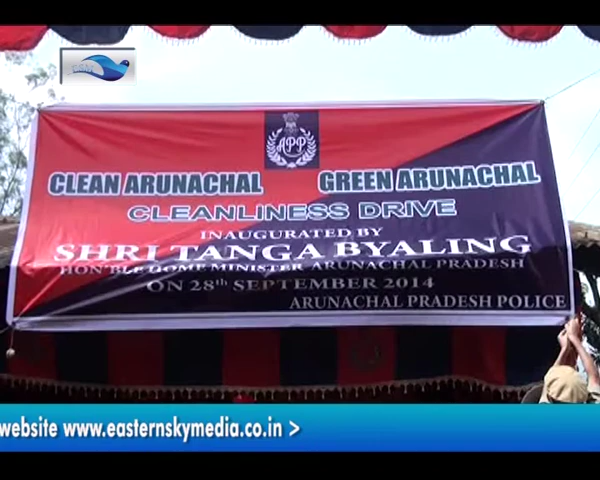 APP
CLEAN ARUNACHAL GREEN ARUNACHAL
CLEANLINESS DRIVE
INAUGURATED BY
SHRI TANGA BYALING
HON'BLE HOME MINISTER ARUNACHAL PRADESH
ON 28th SEPTEMBER 2014
ARUNACHAL PRADESH POLICE
website www.easternskymedia.co.in >